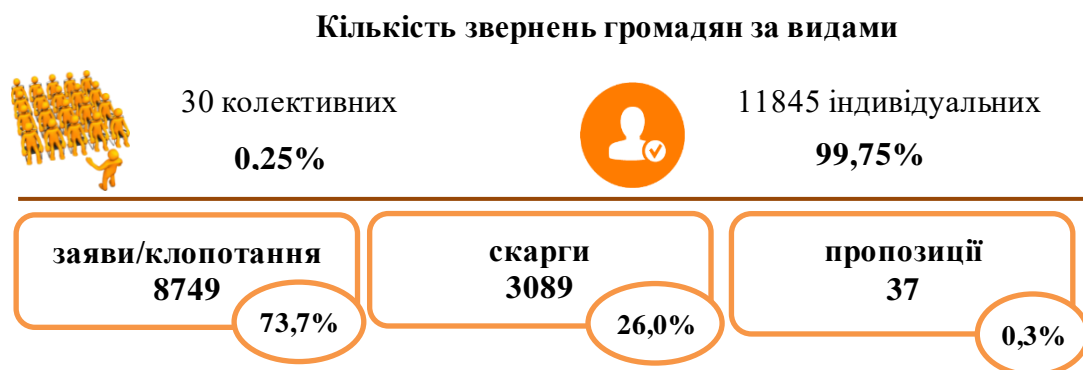 Кількість звернень громадян за видами
30 колективних
0,25%
11845 індивідуальних
99,75%
заяви/клопотання
8749
73,7%
скарги
3089
26,0%
пропозиції
37
0,3%